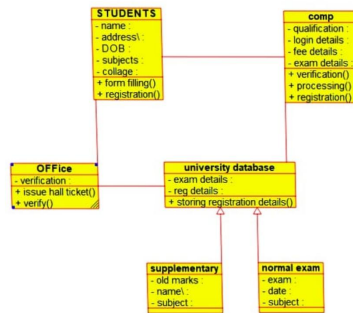 STUDENTS
- name :
- address\ :
- DOB :
- subjects :
- collage :
+ form filling()
+ registration()
comp
- qualification :
- login details :
- fee details :
- exam details :
+ verification()
+ processing()
+ registration()
OFFice
- verification :
+ issue hall ticket()
+ verify()
university database
- exam details :
- reg details :
+ storing registration details()
supplementary
- old marks :
- name\ :
- subject :
normal exam
- exam :
- date :
- subject :